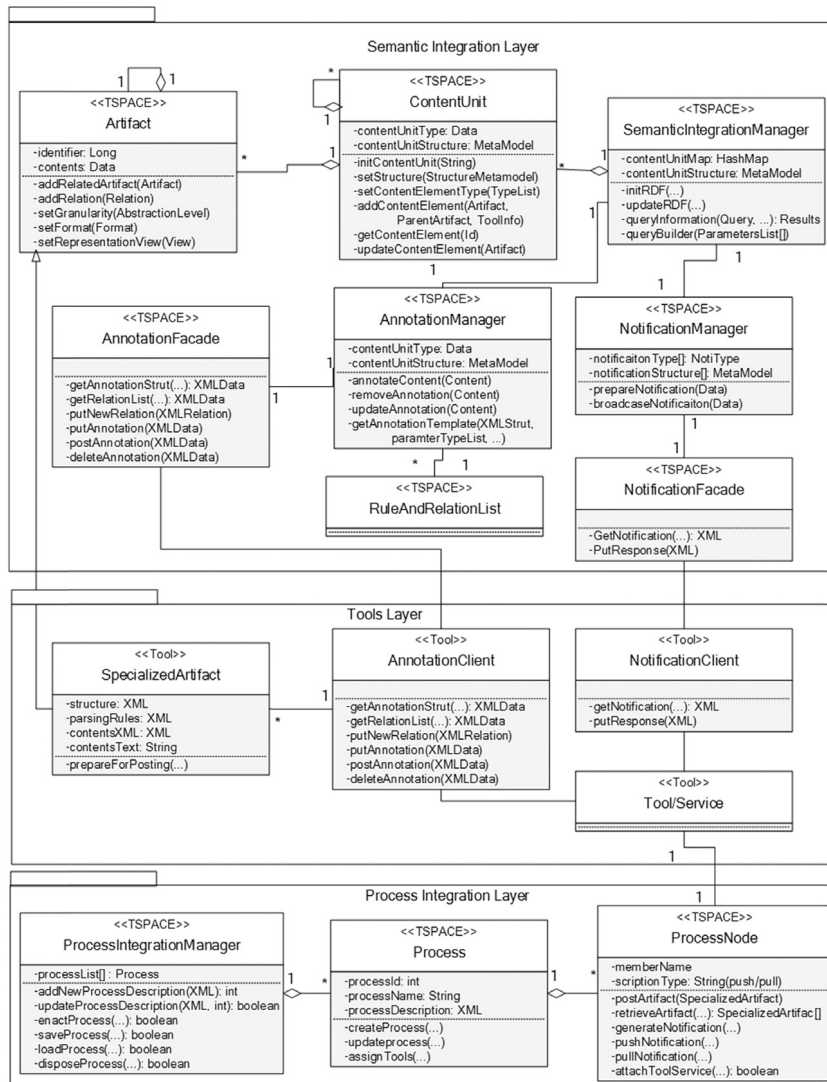 Semantic Integration Layer
<<TSPACE>>
Artifact
-identifier: Long
-contents: Data
-addRelatedArtifact(Artifact)
-addRelation(Relation)
-setGranularity(AbstractionLevel)
-setFormat(Format)
-setRepresentationView(View)
1
1
*
<<TSPACE>>
ContentUnit
-contentUnitType: Data
-contentUnitStructure: MetaModel
-initContentUnit(String)
-setStructure(StructureMetamodel)
-setContentElementType(TypeList)
-addContentElement(Artifact,
ParentArtifact, ToolInfo)
-getContentElement(Id)
-updateContentElement(Artifact)
*
1
1
*
1
<<TSPACE>>
SemanticIntegrationManager
-contentUnitMap: HashMap
-contentUnitStructure: MetaModel
-initRDF(...)
-updateRDF(...)
-queryInformation(Query, ...): Results
-queryBuilder(ParametersList[])
1
1
1
1
<<TSPACE>>
AnnotationFacade
-getAnnotationStrut(...): XMLData
-getRelationList(...): XMLData
-putNewRelation(XMLRelation)
-putAnnotation(XMLData)
-postAnnotation(XMLData)
-deleteAnnotation(XMLData)
1
1
<<TSPACE>>
AnnotationManager
-contentUnitType: Data
-contentUnitStructure: MetaModel
-annotateContent(Content)
-removeAnnotation(Content)
-updateAnnotation(Content)
-getAnnotationTemplate(XMLStrut,
paramterTypeList, ...)
*
1
<<TSPACE>>
RuleAndRelationList
<<TSPACE>>
NotificationManager
-notificaitonType[]: NotiType
-notificationStructure[]: MetaModel
-prepareNotification(Data)
-broadcaseNotificaiton(Data)
1
1
<<TSPACE>>
NotificationFacade
-GetNotification(...): XML
-PutResponse(XML)
Tools Layer
<<Tool>>
SpecializedArtifact
-structure: XML
-parsingRules: XML
-contentsXML: XML
-contentsText: String
-prepareForPosting(...)
*
1
<<Tool>>
AnnotationClient
-getAnnotationStrut(...): XMLData
-getRelationList(...): XMLData
-putNewRelation(XMLRelation)
-putAnnotation(XMLData)
-postAnnotation(XMLData)
-deleteAnnotation(XMLData)
<<Tool>>
NotificationClient
-getNotification(...): XML
-putResponse(XML)
<<Tool>>
Tool/Service
1
1
Process Integration Layer
<<TSPACE>>
ProcessIntegrationManager
-processList[] : Process
-addNewProcessDescription(XML): int
-updateProcessDescription(XML, int): boolean
-enactProcess(...): boolean
-saveProcess(...): boolean
-loadProcess(...): boolean
-disposeProcess(...): boolean
1
*
<<TSPACE>>
Process
-processId: int
-processName: String
-processDescription: XML
-createProcess(...)
-updateprocess(...)
-assignTools(...)
1
*
<<TSPACE>>
ProcessNode
-memberName
-scriptionType: String(push/pull)
-postArtifact(SpecializedArtifact)
-retrieveArtifact(...): SpecializedArtifac[]
-generateNotification(...)
-pushNotification(...)
-pullNotification(...)
-attachToolService(...): boolean